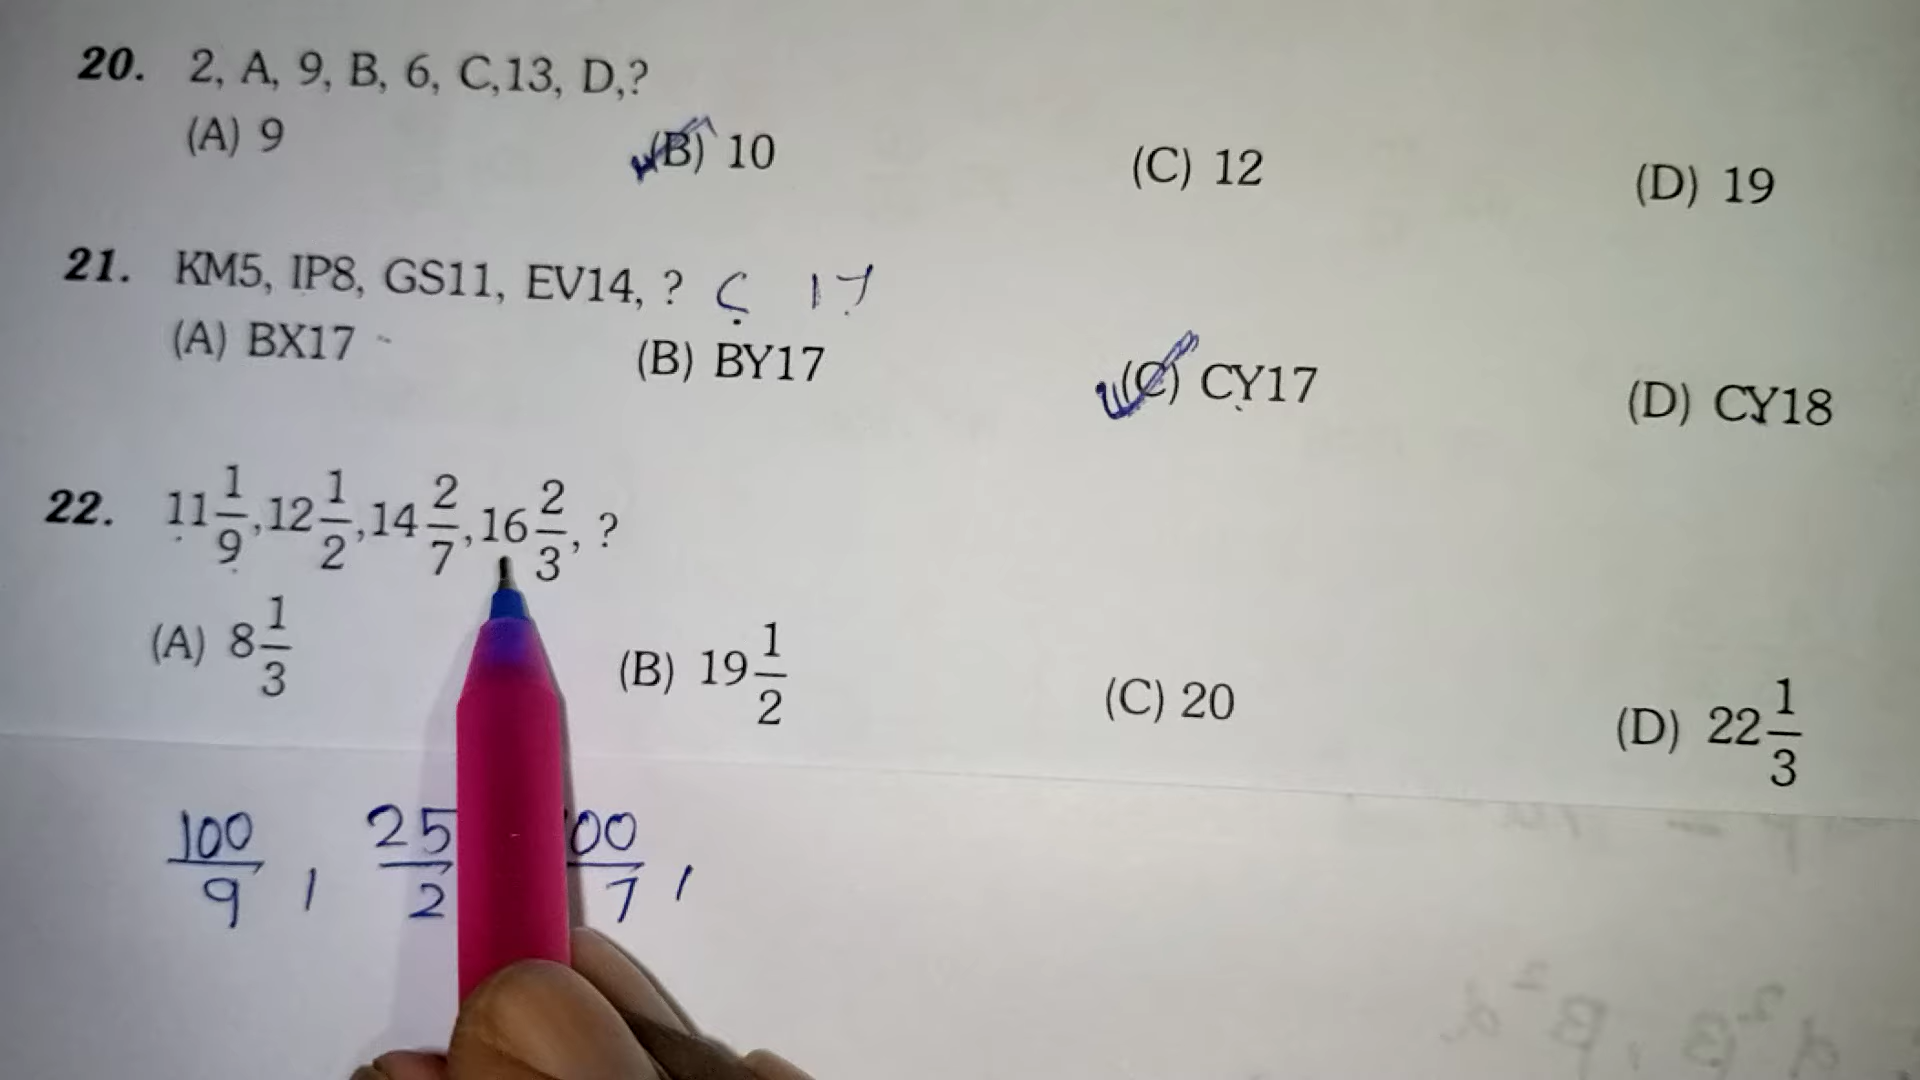 20. 2, A, 9, B, 6, C,13, D,?
(A) 9 (B) 10 (C) 12 (D) 19
21. KM5, IP8, GS11, EV14, ? C 17
(A) BX17 (B) BY17 (C) CY17 (D) CY18
22. 11 1/9, 12 1/2, 14 2/7, 16 2/3, ?
(A) 8 1/3 (B) 19 1/2 (C) 20 (D) 22 1/3
100/9 , 25/2 00/7 ,